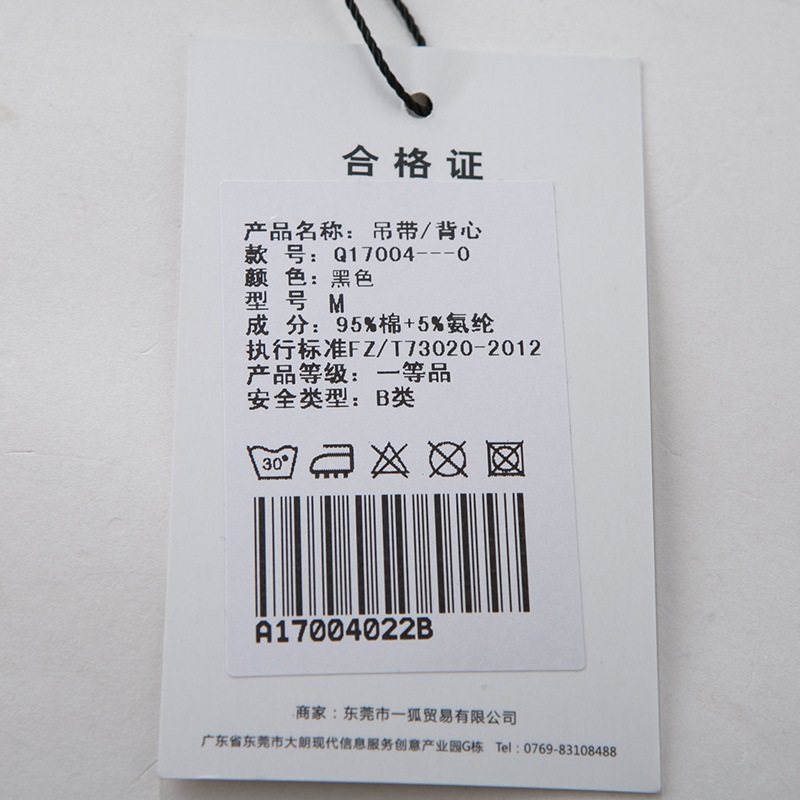 合格证
产品名称：吊带/背心
款 号：Q17004---0
颜 色：黑色
型 号 M
成 分：95%棉+5%氨纶
执行标准FZ/T73020-2012
产品等级：一等品
安全类型：B类
30°
A17004022B
商家：东莞市一狐贸易有限公司
广东省东莞市大朗现代信息服务创意产业园G栋 Tel：0769-83108488